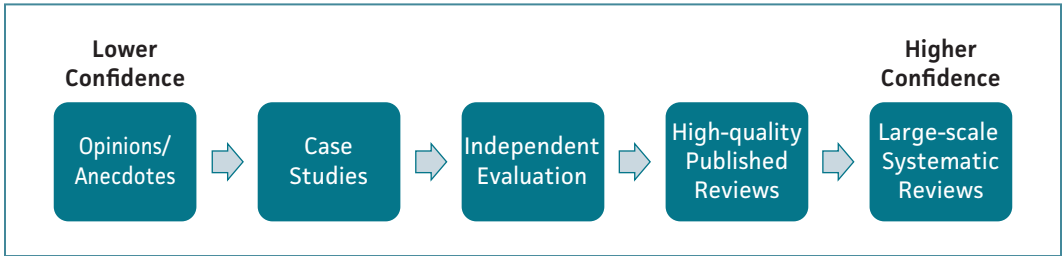 Lower
Confidence
Higher
Confidence
Opinions/
Anecdotes
Case
Studies
Independent
Evaluation
High-quality
Published
Reviews
Large-scale
Systematic
Reviews